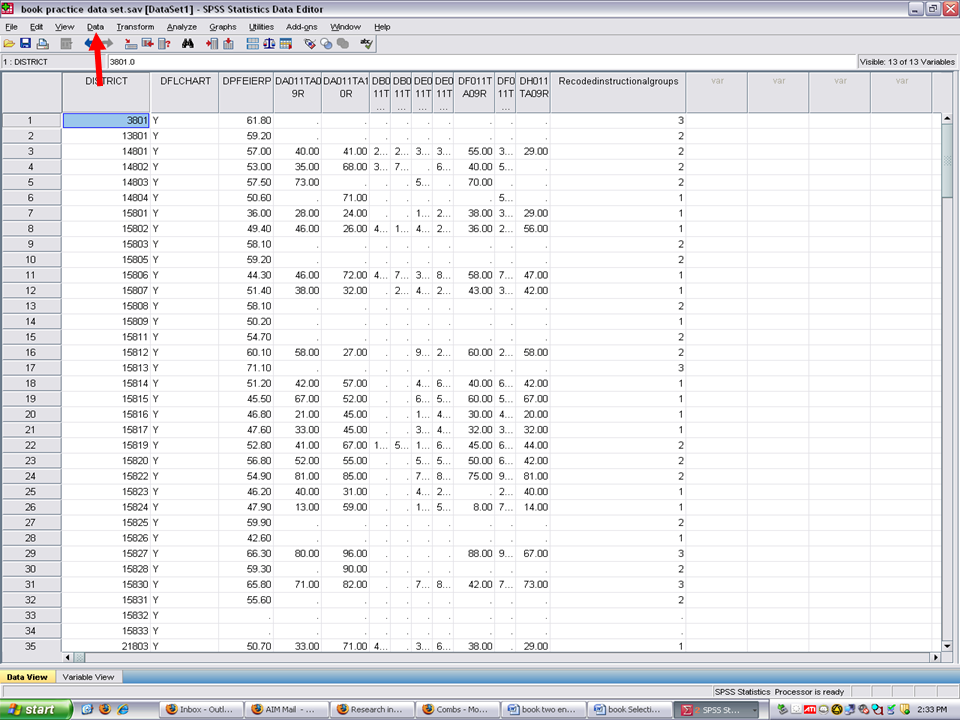 book practice data set.sav [DataSet1] - SPSS Statistics Data Editor
File Edit View Data Transform Analyze Graphs Utilities Add-ons Window Help
1 : DISTRICT 3801.0 Visible: 13 of 13 Variables
DISTRICT DFLCHART DPFEIERP DA011TA09R DA011TA10R DB011T... DB011T... DE011T... DE011T... DF011TA09R DF011T... DH011TA09R Recodedinstructionalgroups var var var var
1 3801 Y 61.80 . . . . . . . . . 3
2 13801 Y 59.20 . . . . . . . . . 2
3 14801 Y 57.00 40.00 41.00 2... 2... 3... 3... 55.00 3... 29.00 2
4 14802 Y 53.00 35.00 68.00 3... 7... . 6... 40.00 5... . 2
5 14803 Y 57.50 73.00 . . . 5... . 70.00 . . 2
6 14804 Y 50.60 . 71.00 . . . . . 5... . 1
7 15801 Y 36.00 28.00 24.00 . . 1... 2... 38.00 3... 29.00 1
8 15802 Y 49.40 46.00 26.00 4... 1... 4... 2... 36.00 2... 56.00 1
9 15803 Y 58.10 . . . . . . . . . 2
10 15805 Y 59.20 . . . . . . . . . 2
11 15806 Y 44.30 46.00 72.00 4... 7... 3... 8... 58.00 7... 47.00 1
12 15807 Y 51.40 38.00 32.00 . 2... 4... 2... 43.00 3... 42.00 1
13 15808 Y 58.10 . . . . . . . . . 2
14 15809 Y 50.20 . . . . . . . . . 1
15 15811 Y 54.70 . . . . . . . . . 2
16 15812 Y 60.10 58.00 27.00 . . 9... 2... 60.00 2... 58.00 2
17 15813 Y 71.10 . . . . . . . . . 3
18 15814 Y 51.20 42.00 57.00 . . 4... 6... 40.00 6... 42.00 1
19 15815 Y 45.50 67.00 52.00 . . 6... 5... 60.00 5... 67.00 1
20 15816 Y 46.80 21.00 45.00 . . 1... 4... 30.00 4... 20.00 1
21 15817 Y 47.60 33.00 45.00 . . 3... 4... 32.00 3... 32.00 1
22 15819 Y 52.80 41.00 67.00 1... 5... 1... 6... 45.00 6... 44.00 2
23 15820 Y 56.80 52.00 55.00 . . 5... 5... 50.00 6... 42.00 2
24 15822 Y 54.90 81.00 85.00 . . 7... 8... 75.00 9... 81.00 2
25 15823 Y 46.20 40.00 31.00 . . 4... 2... . 2... 40.00 1
26 15824 Y 47.90 13.00 59.00 . . 1... 5... 8.00 7... 14.00 1
27 15825 Y 59.90 . . . . . . . . . 2
28 15826 Y 42.60 . . . . . . . . . 1
29 15827 Y 66.30 80.00 96.00 . . . . 88.00 9... 67.00 3
30 15828 Y 59.30 . 90.00 . . . . . . . 2
31 15830 Y 65.80 71.00 82.00 . . 7... 8... 42.00 7... 73.00 3
32 15831 Y 55.60 . . . . . . . . . 2
33 15832 Y . . . . . . . . . . .
34 15833 Y . . . . . . . . . . .
35 21803 Y 50.70 33.00 71.00 4... . 3... 6... 38.00 . 29.00 1
Data View Variable View
SPSS Statistics Processor is ready
start Inbox - Outl... AIM Mail - ... Research in... Combs - Mo... book two en... book Selecti... SPSS St... 2:33 PM